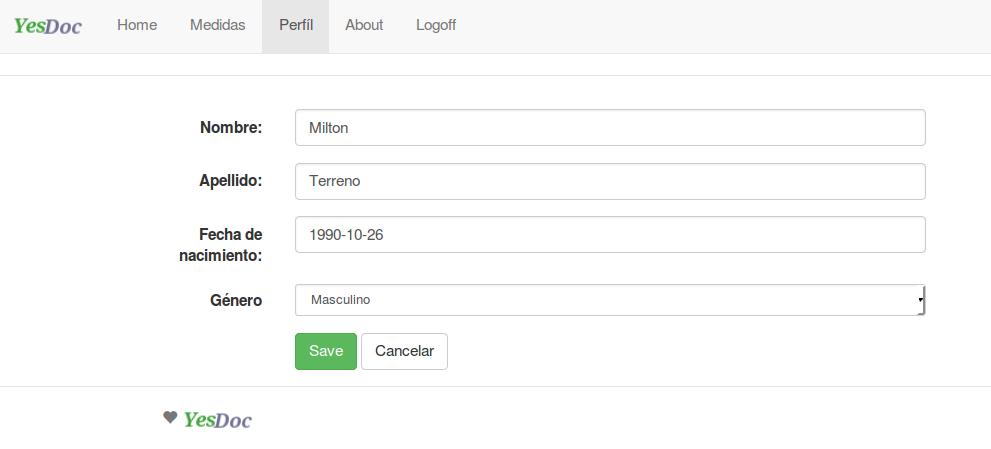 YesDoc Home Medidas Perfíl About Logoff
Nombre: Milton
Apellido: Terreno
Fecha de nacimiento: 1990-10-26
Género Masculino
Save Cancelar
YesDoc